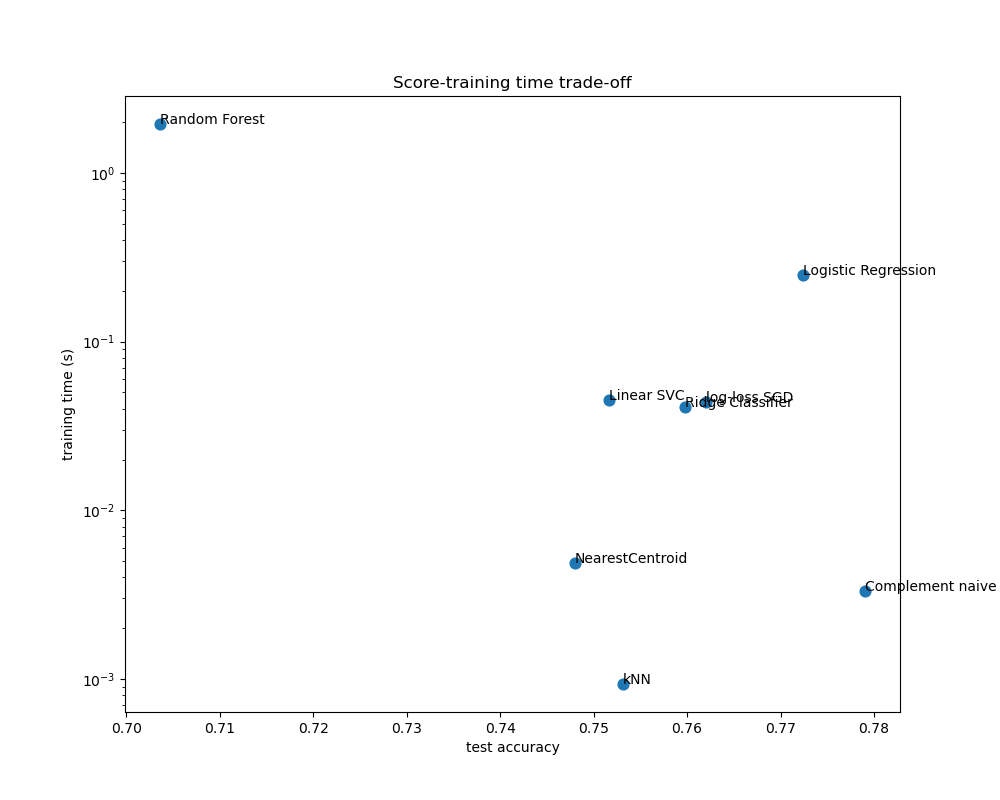 Score-training time trade-off
Random Forest
Logistic Regression
Linear SVC
log-loss SGD
Ridge Classifier
NearestCentroid
Complement naive
kNN
10⁰
10⁻¹
10⁻²
10⁻³
training time (s)
0.70 0.71 0.72 0.73 0.74 0.75 0.76 0.77 0.78
test accuracy